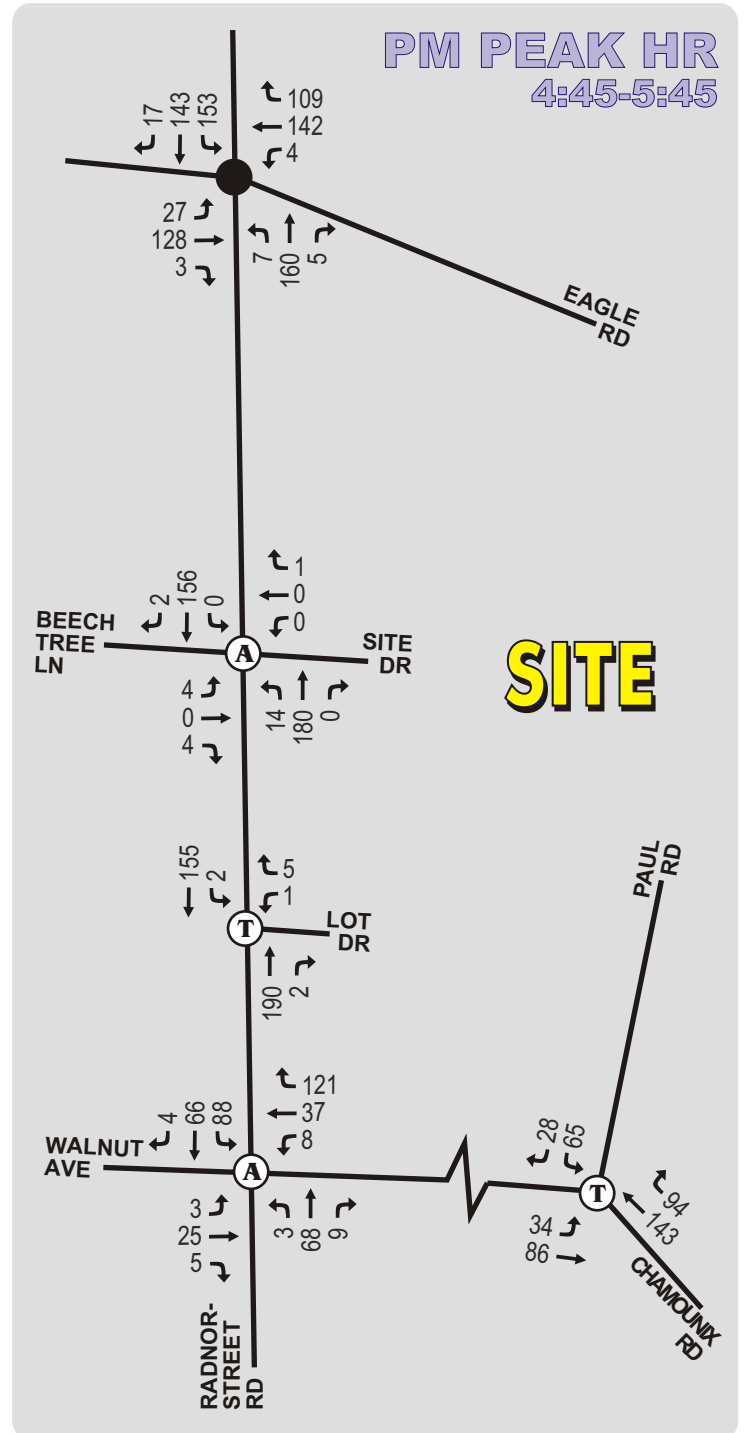 PM PEAK HR
4:45-5:45
17
143
153
109
142
4
27
128
3
7
160
5
EAGLE
RD
2
156
0
1
0
0
BEECH
TREE
LN
A
SITE
DR
SITE
4
0
4
14
180
0
155
2
5
1
T
LOT
DR
190
2
PAUL
RD
4
66
88
121
37
8
WALNUT
AVE
A
3
25
5
3
68
9
28
65
T
34
86
94
143
CHAMOUNIX
RD
RADNOR-
STREET
RD